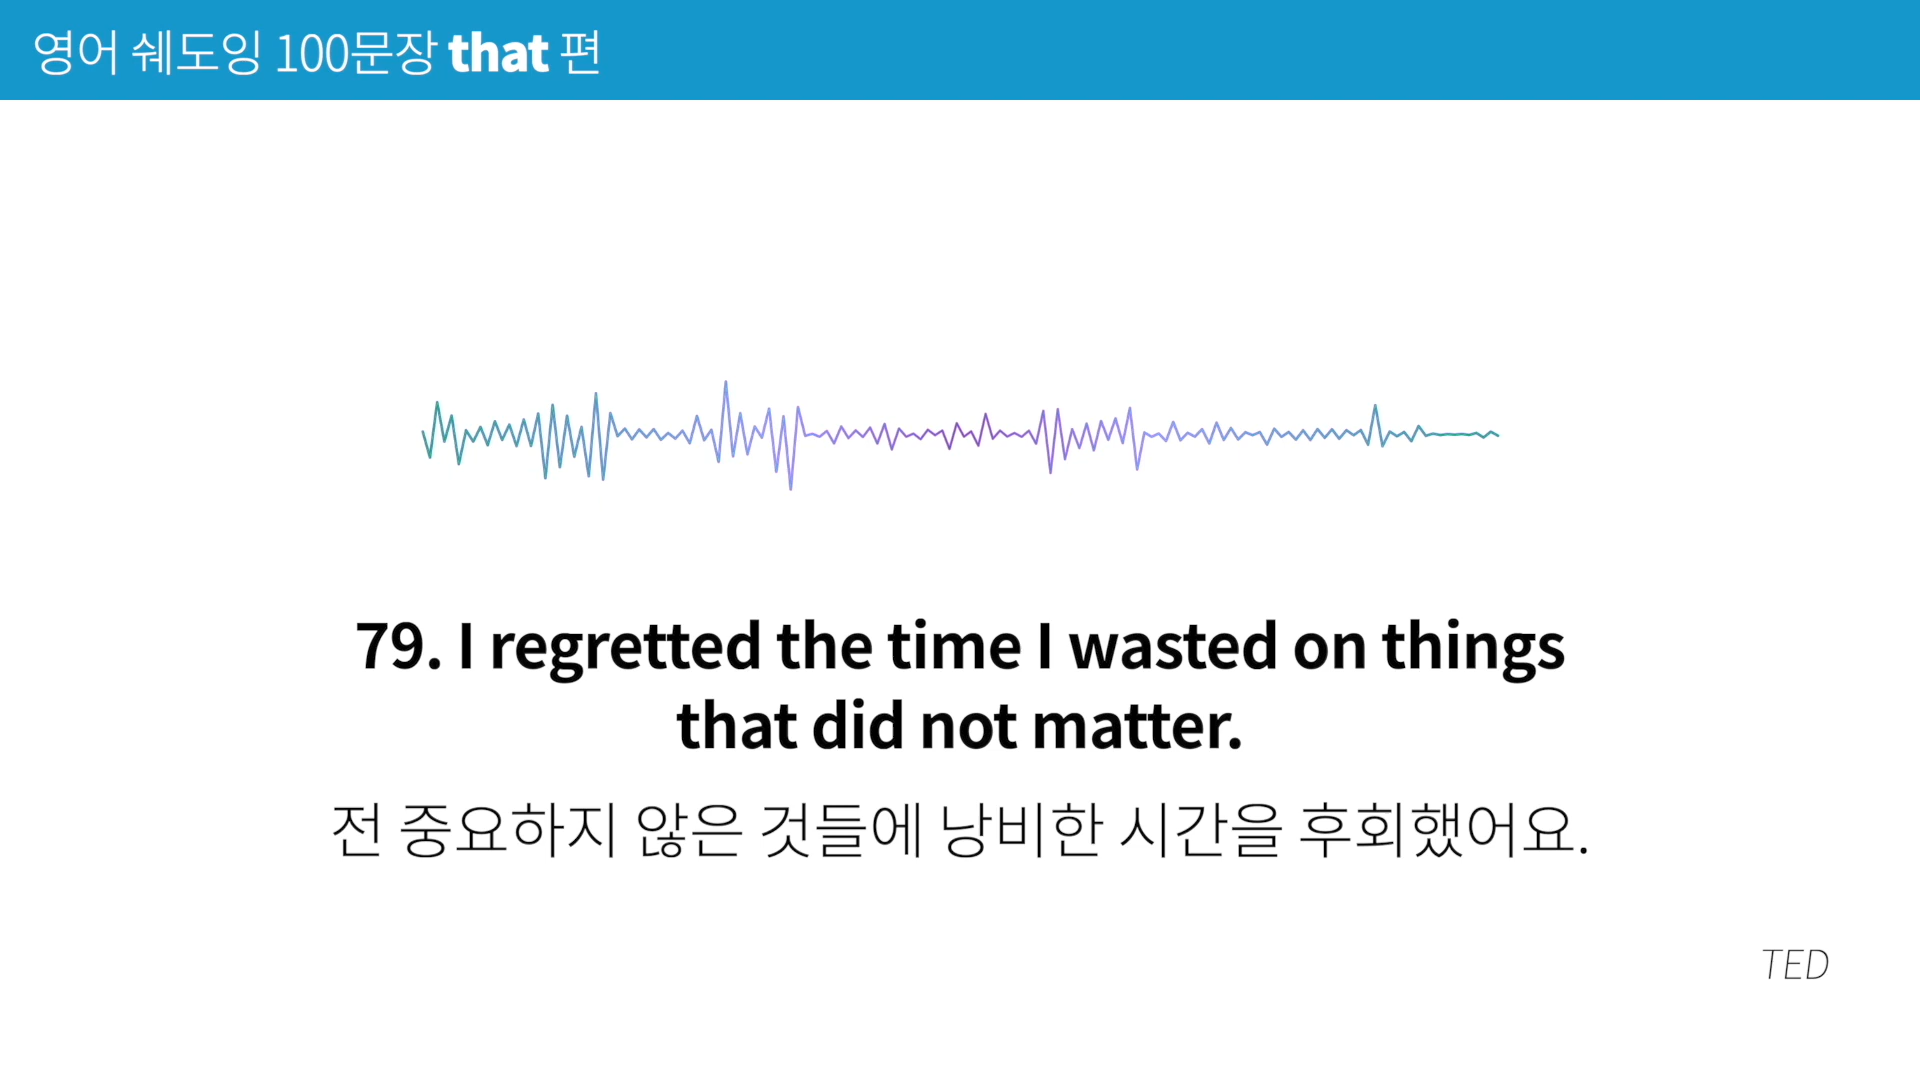 영어 쉐도잉 100문장 that 편
79. I regretted the time I wasted on things
that did not matter.
전 중요하지 않은 것들에 낭비한 시간을 후회했어요.
TED